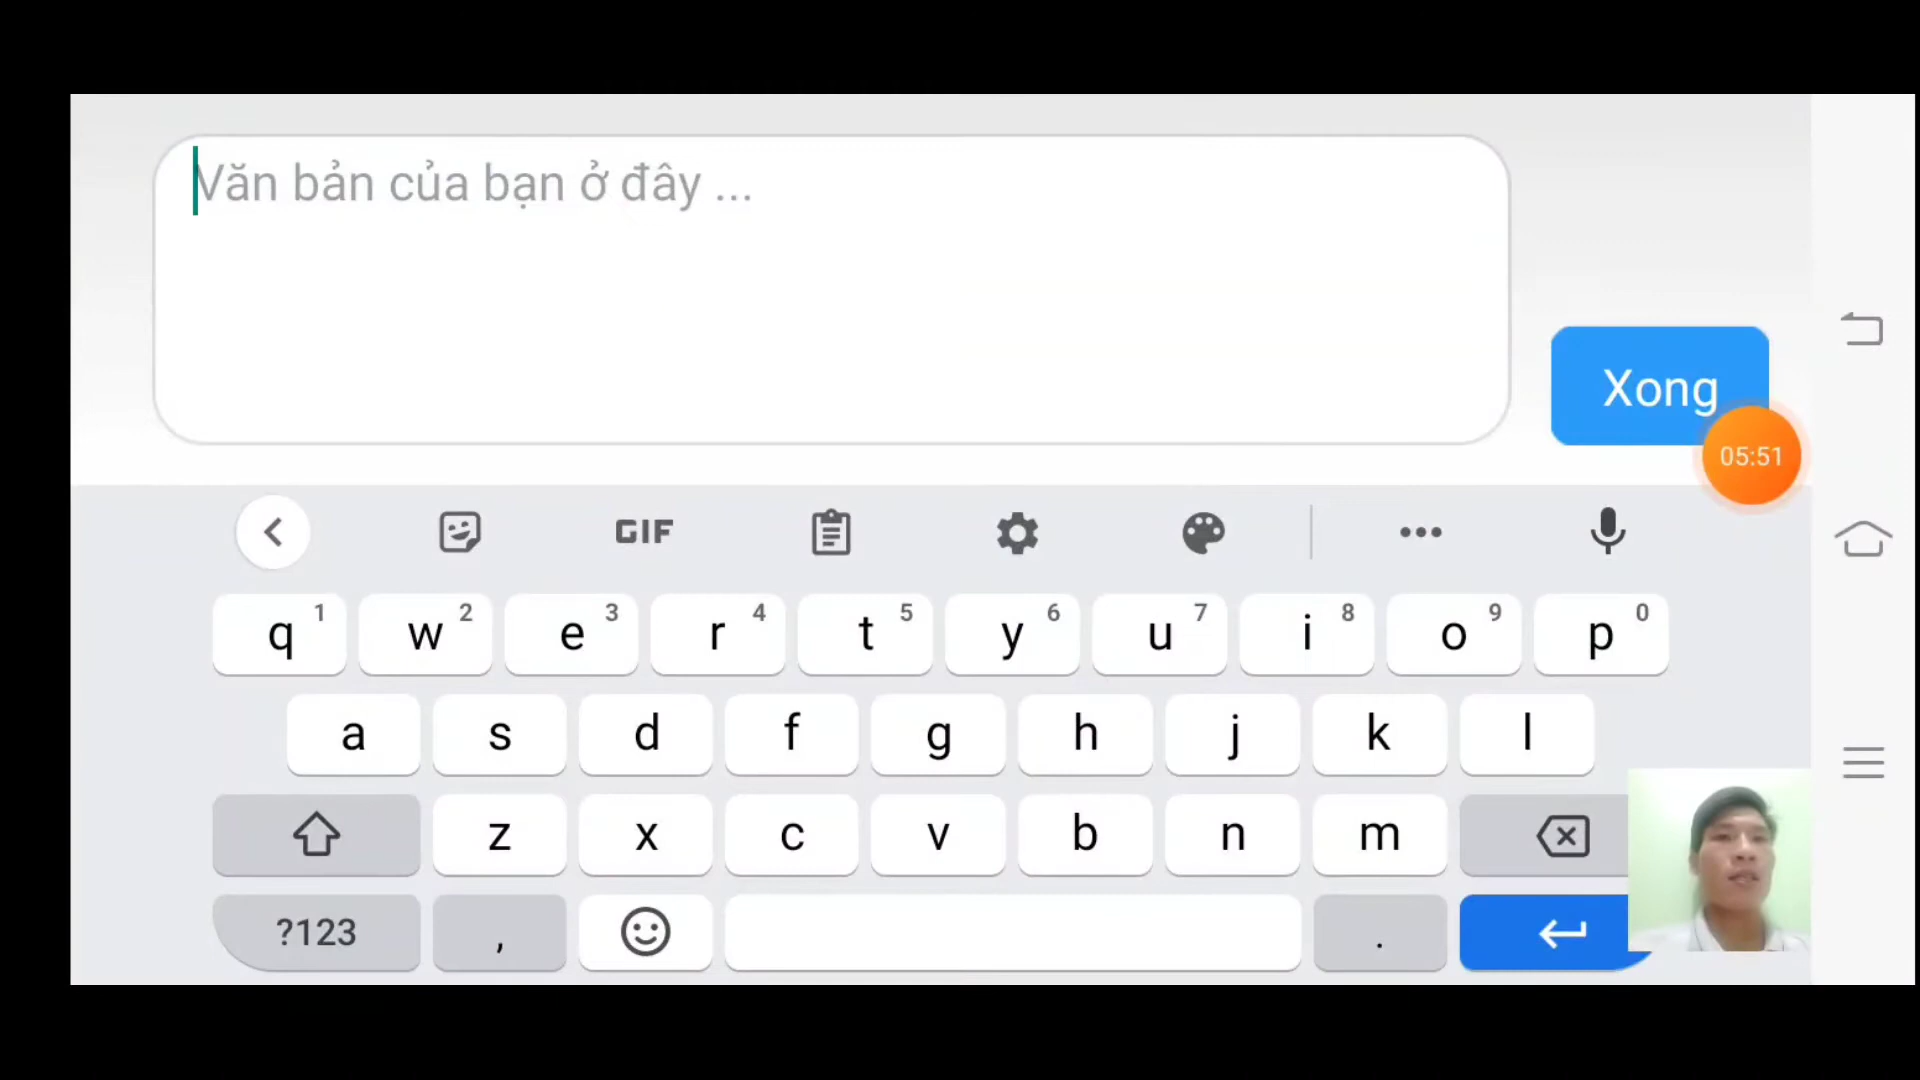 Văn bản của bạn ở đây ...
Xong
05:51
GIF
q 1 w 2 e 3 r 4 t 5 y 6 u 7 i 8 o 9 p 0
a s d f g h j k l
z x c v b n m
?123 , .